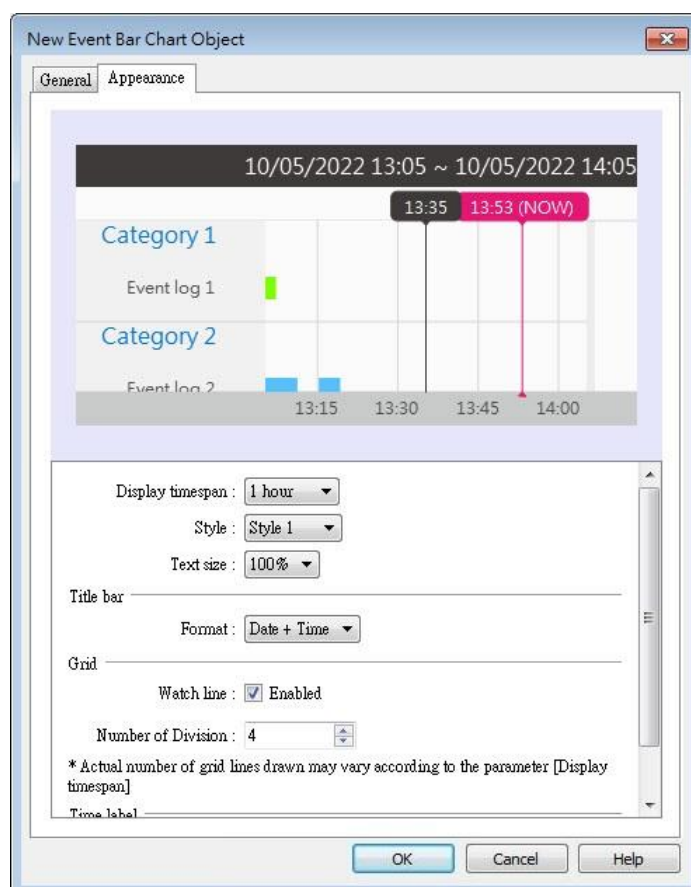 New Event Bar Chart Object
General Appearance
10/05/2022 13:05 ~ 10/05/2022 14:05
13:35 13:53 (NOW)
Category 1
Event log 1
Category 2
Event log 2
13:15 13:30 13:45 14:00
Display timespan : 1 hour
Style : Style 1
Text size : 100%
Title bar
Format : Date + Time
Grid
Watch line : Enabled
Number of Division : 4
* Actual number of grid lines drawn may vary according to the parameter [Display
timespan]
Time label
OK Cancel Help